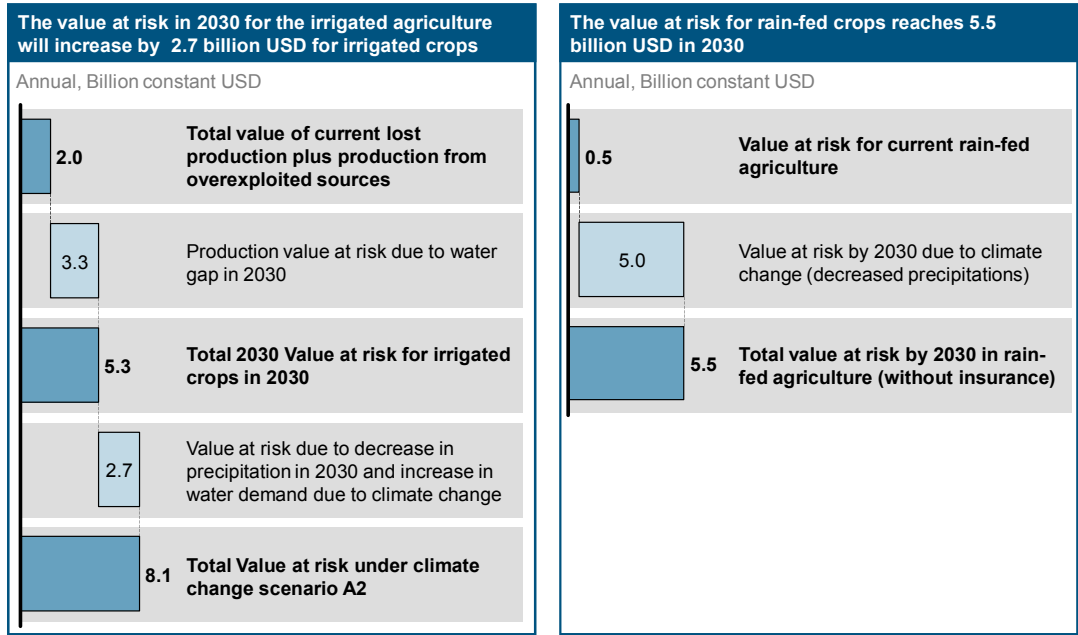 The value at risk in 2030 for the irrigated agriculture
will increase by 2.7 billion USD for irrigated crops
Annual, Billion constant USD
2.0
Total value of current lost
production plus production from
overexploited sources
3.3
Production value at risk due to water
gap in 2030
5.3
Total 2030 Value at risk for irrigated
crops in 2030
2.7
Value at risk due to decrease in
precipitation in 2030 and increase in
water demand due to climate change
8.1
Total Value at risk under climate
change scenario A2
The value at risk for rain-fed crops reaches 5.5
billion USD in 2030
Annual, Billion constant USD
0.5
Value at risk for current rain-fed
agriculture
5.0
Value at risk by 2030 due to climate
change (decreased precipitations)
5.5
Total value at risk by 2030 in rain-
fed agriculture (without insurance)